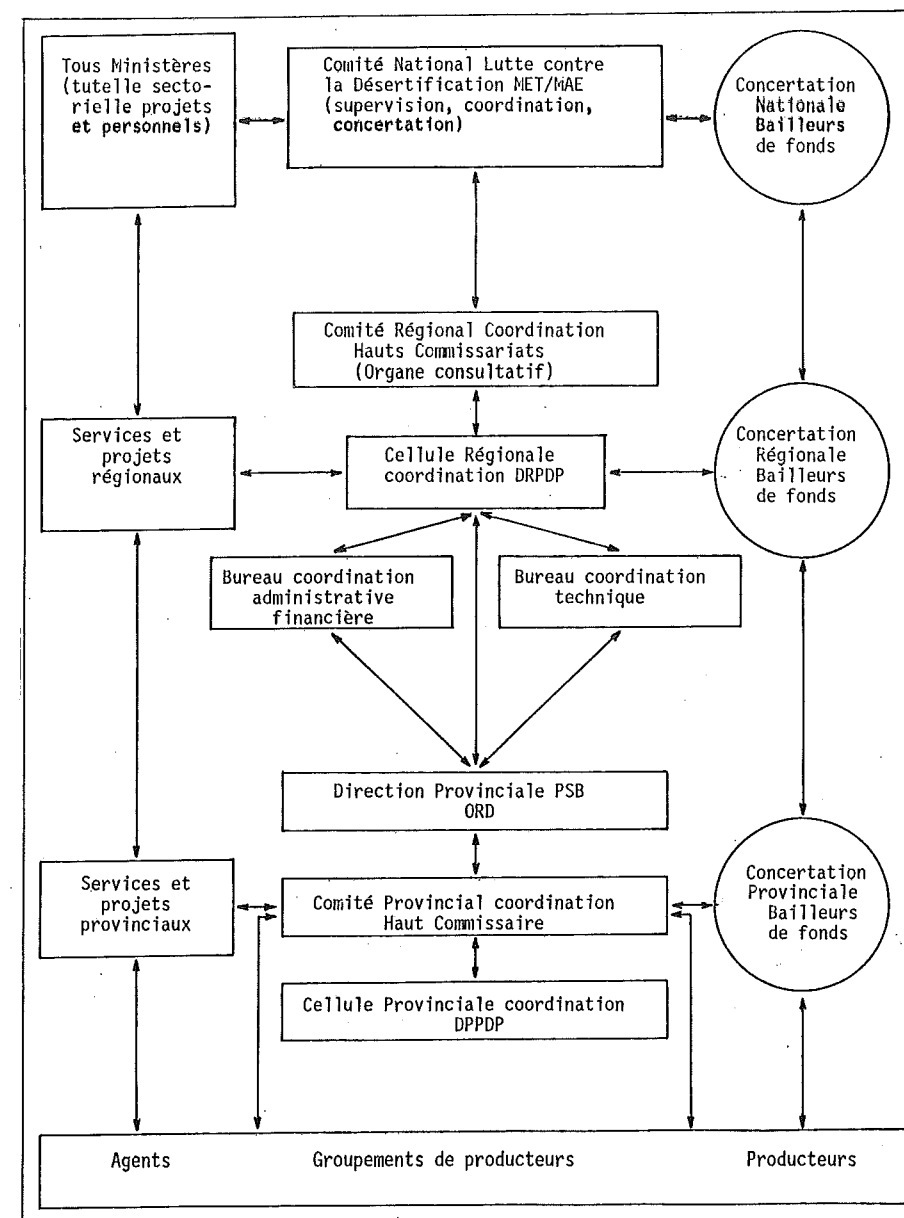 Tous Ministères
(tutelle secto-
rielle projets
et personnels)
Comité National Lutte contre
la Désertification MET/MAE
(supervision, coordination,
concertation)
Concertation
Nationale
Bailleurs
de fonds
Comité Régional Coordination
Hauts Commissariats
(Organe consultatif)
Services et
projets
régionaux
Cellule Régionale
coordination DRPDP
Concertation
Régionale
Bailleurs
de fonds
Bureau coordination
administrative
financière
Bureau coordination
technique
Direction Provinciale PSB
ORD
Services et
projets
provinciaux
Comité Provincial coordination
Haut Commissaire
Concertation
Provinciale
Bailleurs
de fonds
Cellule Provinciale coordination
DPPDP
Agents
Groupements de producteurs
Producteurs